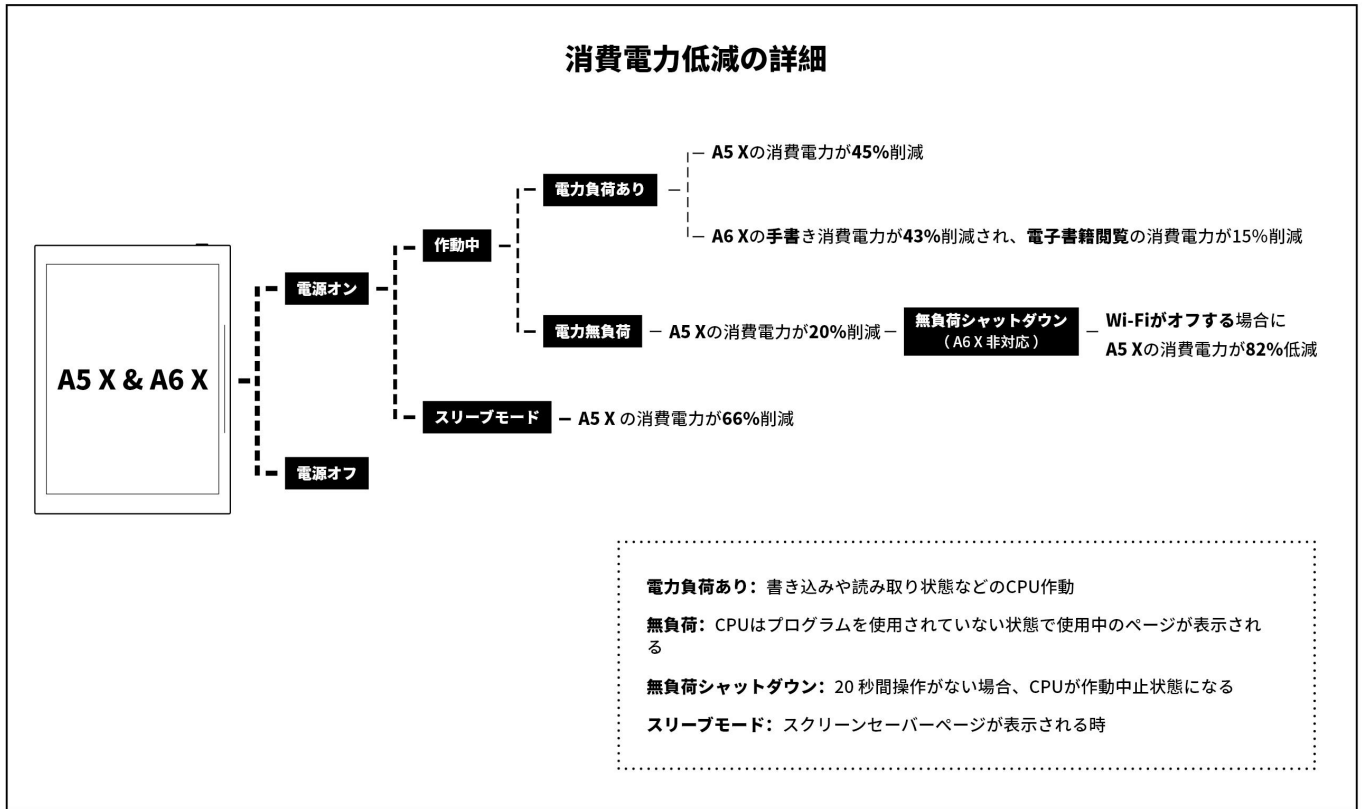 消費電力低減の詳細
A5 Xの消費電力が45%削減
電力負荷あり
A6 Xの手書き消費電力が43%削減され、電子書籍閲覧の消費電力が15%削減
作動中
電源オン
電力無負荷
A5 Xの消費電力が20%削減
無負荷シャットダウン
（ A6 X 非対応 ）
Wi-Fiがオフする場合に
A5 Xの消費電力が82%低減
A5 X & A6 X
スリープモード
A5 X の消費電力が66%削減
電源オフ
電力負荷あり：書き込みや読み取り状態などのCPU作動
無負荷：CPUはプログラムを使用されていない状態で使用中のページが表示され
る
無負荷シャットダウン：20 秒間操作がない場合、CPUが作動中止状態になる
スリープモード：スクリーンセーバーページが表示される時